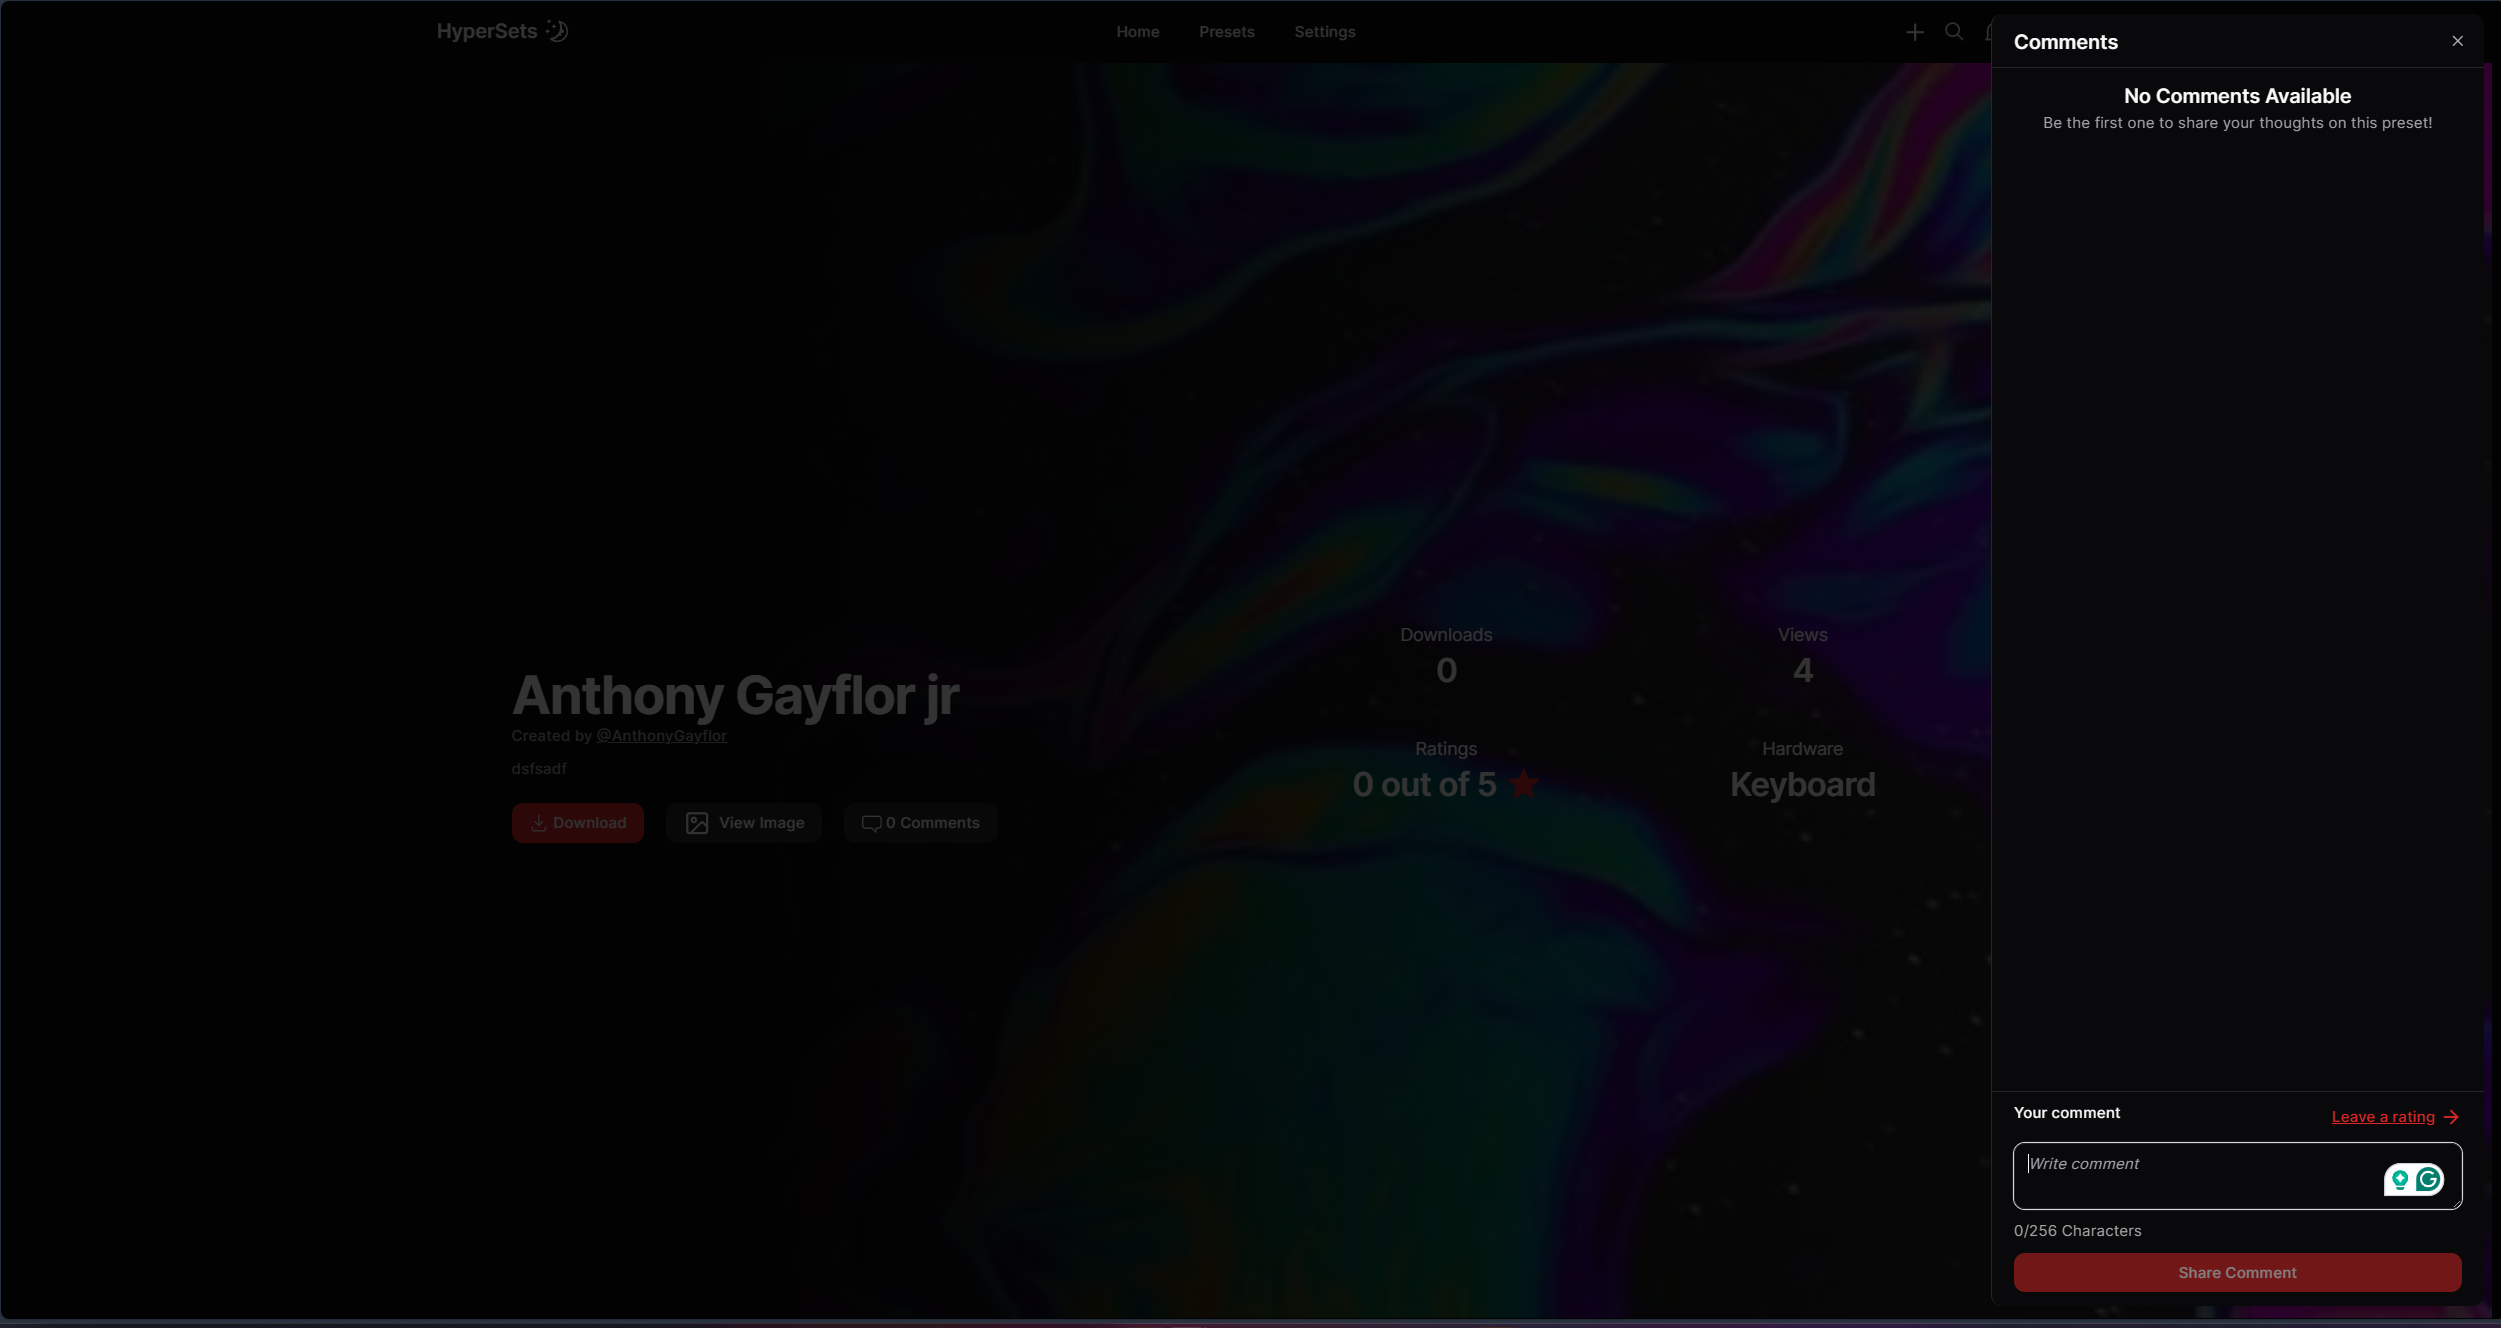 HyperSets
Home Presets Settings
Comments
No Comments Available
Be the first one to share your thoughts on this preset!
Downloads
0
Views
4
Anthony Gayflor jr
Created by @AnthonyGayflor
dsfsadf
Ratings
0 out of 5
Hardware
Keyboard
Download
View Image
0 Comments
Your comment
Leave a rating
Write comment
0/256 Characters
Share Comment